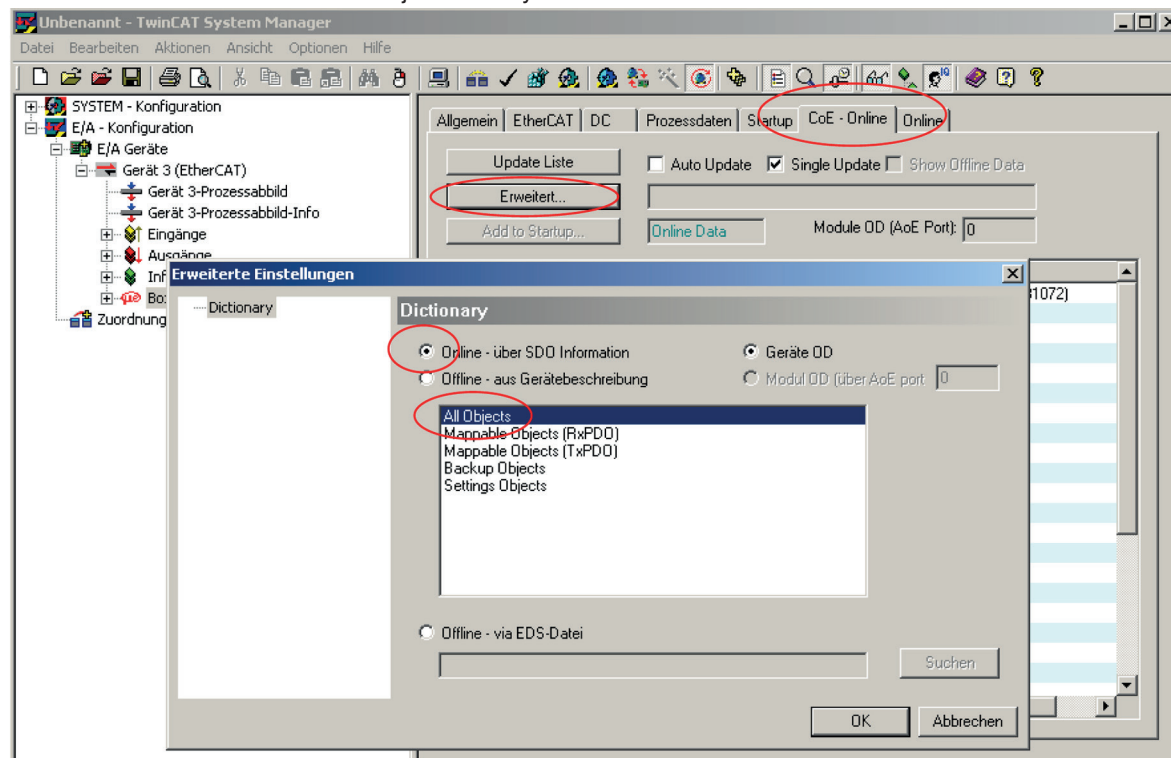 Unbenannt - TwinCAT System Manager
Datei Bearbeiten Aktionen Ansicht Optionen Hilfe
SYSTEM - Konfiguration
E/A - Konfiguration
E/A Geräte
Gerät 3 (EtherCAT)
Gerät 3-Prozessabbild
Gerät 3-Prozessabbild-Info
Eingänge
Ausgänge
Inf
Box
Zuordnung
Allgemein EtherCAT DC Prozessdaten Startup CoE - Online Online
Update Liste Auto Update Single Update Show Offline Data
Erweitert...
Add to Startup... Online Data Module OD (AoE Port): 0
1072)
Erweiterte Einstellungen
Dictionary
Dictionary
Online - über SDO Information Geräte OD
Offline - aus Gerätebeschreibung Modul OD (über AoE port 0
All Objects
Mappable Objects (RxPDO)
Mappable Objects (TxPDO)
Backup Objects
Settings Objects
Offline - via EDS-Datei
Suchen
OK Abbrechen